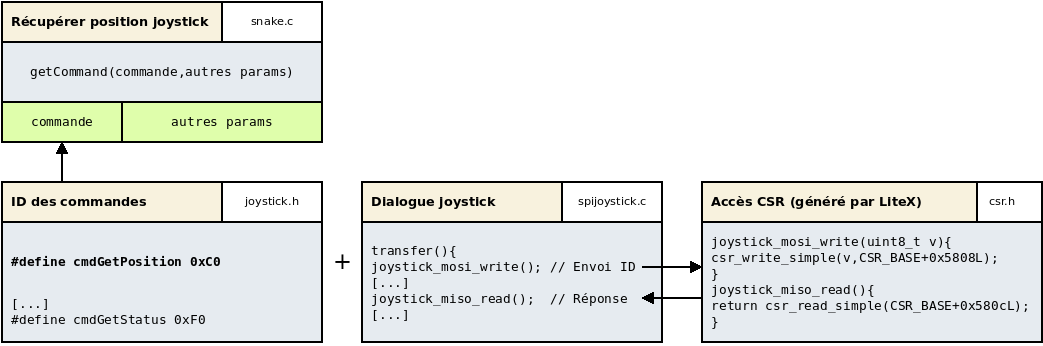 Récupérer position joystick
snake.c
getCommand(commande,autres params)
commande
autres params
ID des commandes
joystick.h
#define cmdGetPosition 0xC0
[...]
#define cmdGetStatus 0xF0
+
Dialogue joystick
spijoystick.c
transfer(){
joystick_mosi_write(); // Envoi ID
[...]
joystick_miso_read();  // Réponse
[...]
Accès CSR (généré par LiteX)
csr.h
joystick_mosi_write(uint8_t v){
csr_write_simple(v,CSR_BASE+0x5808L);
}
joystick_miso_read(){
return csr_read_simple(CSR_BASE+0x580cL);
}